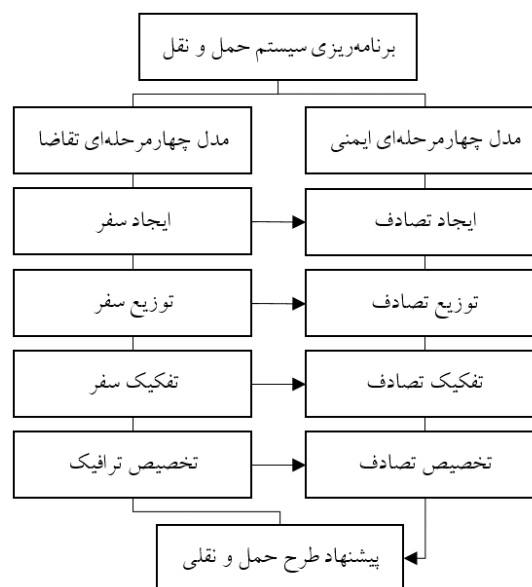 برنامه‌ریزی سیستم حمل و نقل
مدل چهارمرحله‌ای ایمنی
مدل چهارمرحله‌ای تقاضا
ایجاد تصادف
ایجاد سفر
توزیع تصادف
توزیع سفر
تفکیک تصادف
تفکیک سفر
تخصیص تصادف
تخصیص ترافیک
پیشنهاد طرح حمل و نقلی